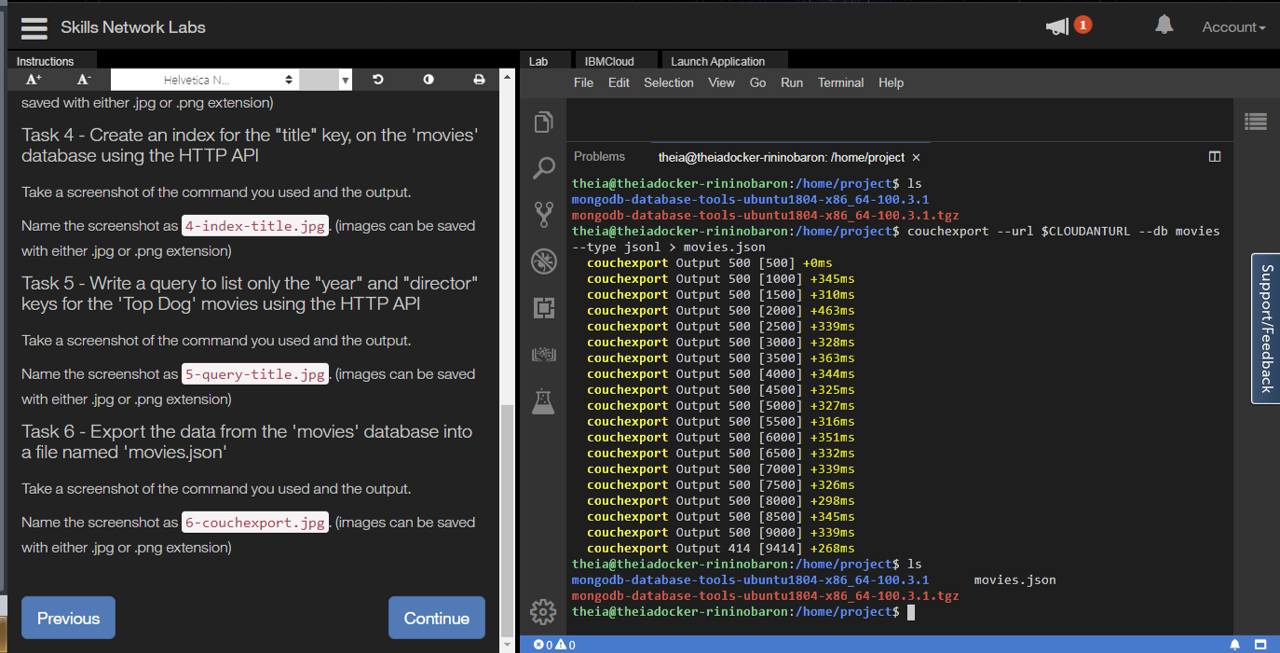 Skills Network Labs
1
Account
Instructions
A+ A- Helvetica N...
saved with either .jpg or .png extension)
Task 4 - Create an index for the "title" key, on the 'movies'
database using the HTTP API
Take a screenshot of the command you used and the output.
Name the screenshot as 4-index-title.jpg. (images can be saved
with either .jpg or .png extension)
Task 5 - Write a query to list only the "year" and "director"
keys for the 'Top Dog' movies using the HTTP API
Take a screenshot of the command you used and the output.
Name the screenshot as 5-query-title.jpg. (images can be saved
with either .jpg or .png extension)
Task 6 - Export the data from the 'movies' database into
a file named 'movies.json'
Take a screenshot of the command you used and the output.
Name the screenshot as 6-couchexport.jpg. (images can be saved
with either .jpg or .png extension)
Previous Continue
Lab IBMCloud Launch Application
File Edit Selection View Go Run Terminal Help
Problems theia@theiadocker-rininobaron: /home/project ×
theia@theiadocker-rininobaron:/home/project$ ls
mongodb-database-tools-ubuntu1804-x86_64-100.3.1
mongodb-database-tools-ubuntu1804-x86_64-100.3.1.tgz
theia@theiadocker-rininobaron:/home/project$ couchexport --url $CLOUDANTURL --db movies
--type jsonl > movies.json
couchexport Output 500 [500] +0ms
couchexport Output 500 [1000] +345ms
couchexport Output 500 [1500] +310ms
couchexport Output 500 [2000] +463ms
couchexport Output 500 [2500] +339ms
couchexport Output 500 [3000] +328ms
couchexport Output 500 [3500] +363ms
couchexport Output 500 [4000] +344ms
couchexport Output 500 [4500] +325ms
couchexport Output 500 [5000] +327ms
couchexport Output 500 [5500] +316ms
couchexport Output 500 [6000] +351ms
couchexport Output 500 [6500] +332ms
couchexport Output 500 [7000] +339ms
couchexport Output 500 [7500] +326ms
couchexport Output 500 [8000] +298ms
couchexport Output 500 [8500] +345ms
couchexport Output 500 [9000] +339ms
couchexport Output 414 [9414] +268ms
theia@theiadocker-rininobaron:/home/project$ ls
mongodb-database-tools-ubuntu1804-x86_64-100.3.1 movies.json
mongodb-database-tools-ubuntu1804-x86_64-100.3.1.tgz
theia@theiadocker-rininobaron:/home/project$
0 0
Support/Feedback